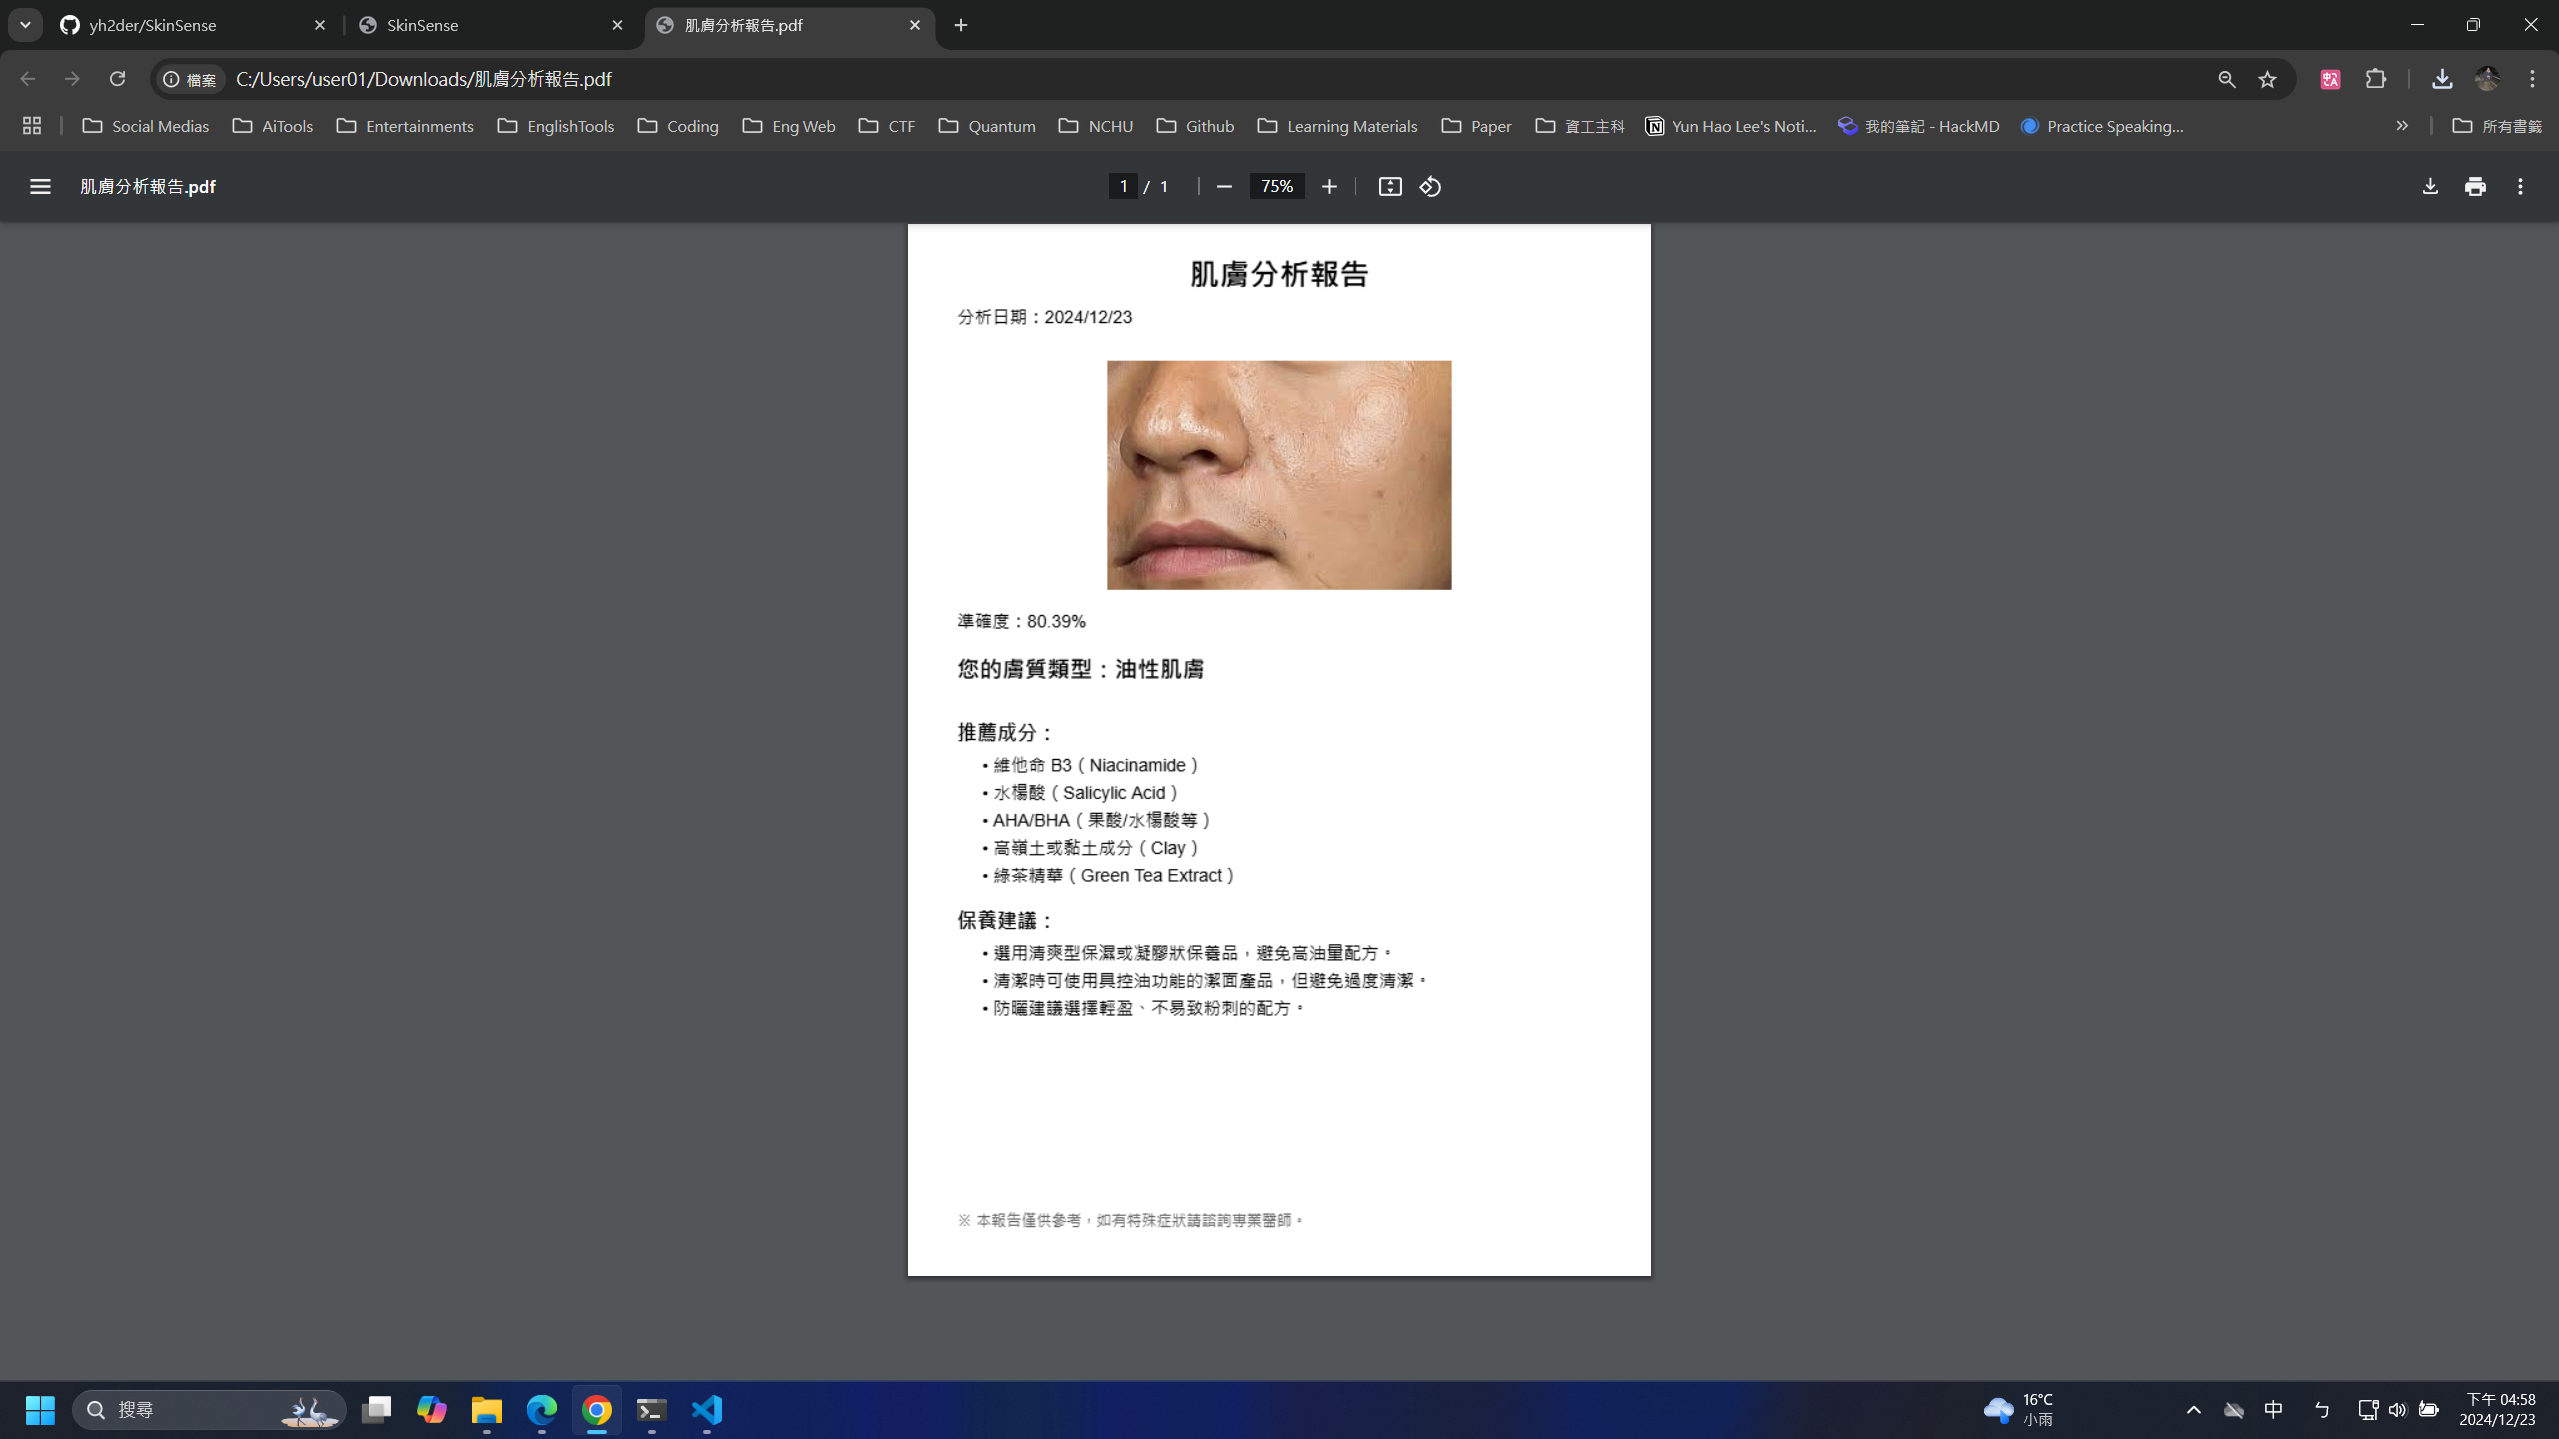 yh2der/SkinSense
SkinSense
肌膚分析報告.pdf
檔案
C:/Users/user01/Downloads/肌膚分析報告.pdf
Social Medias
AiTools
Entertainments
EnglishTools
Coding
Eng Web
CTF
Quantum
NCHU
Github
Learning Materials
Paper
資工主科
Yun Hao Lee's Noti...
我的筆記 - HackMD
Practice Speaking...
所有書籤
肌膚分析報告.pdf
1 / 1
75%
肌膚分析報告
分析日期：2024/12/23
準確度：80.39%
您的膚質類型：油性肌膚
推薦成分：
• 維他命 B3（Niacinamide）
• 水楊酸（Salicylic Acid）
• AHA/BHA（果酸/水楊酸等）
• 高嶺土或黏土成分（Clay）
• 綠茶精華（Green Tea Extract）
保養建議：
• 選用清爽型保濕或凝膠狀保養品，避免高油量配方。
• 清潔時可使用具控油功能的潔面產品，但避免過度清潔。
• 防曬建議選擇輕盈、不易致粉刺的配方。
※ 本報告僅供參考，如有特殊症狀請諮詢專業醫師。
搜尋
16°C
小雨
中
ㄅ
下午 04:58
2024/12/23